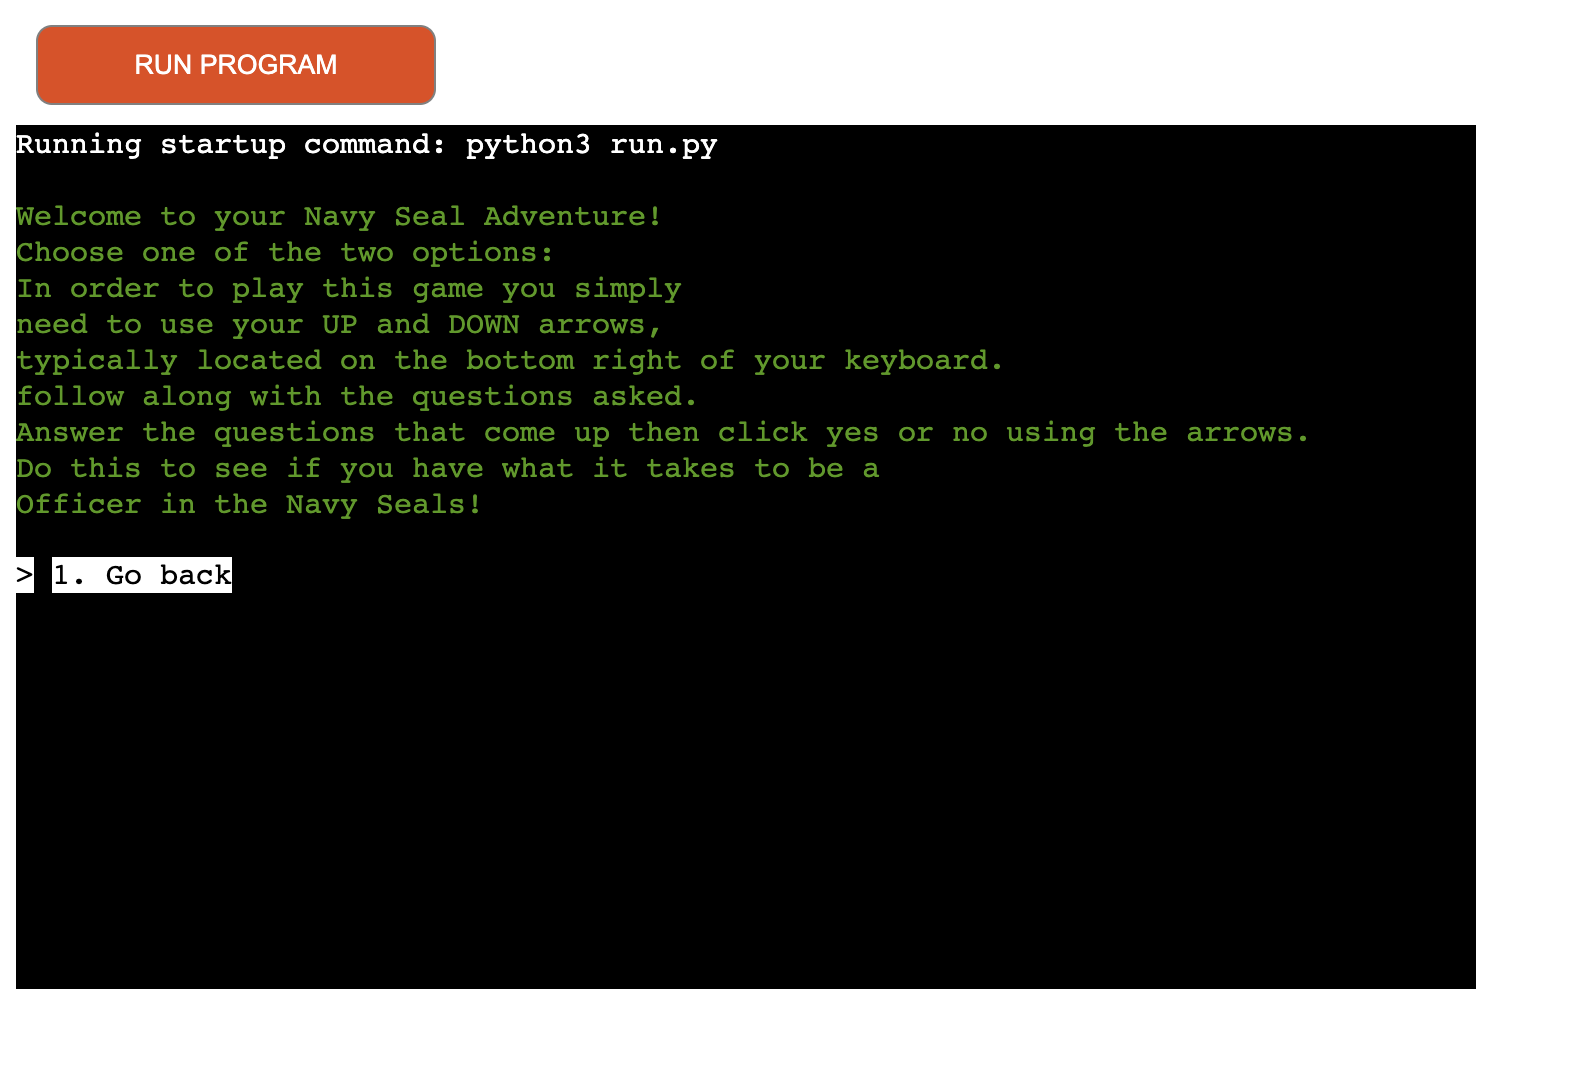 RUN PROGRAM
Running startup command: python3 run.py
Welcome to your Navy Seal Adventure!
Choose one of the two options:
In order to play this game you simply
need to use your UP and DOWN arrows,
typically located on the bottom right of your keyboard.
follow along with the questions asked.
Answer the questions that come up then click yes or no using the arrows.
Do this to see if you have what it takes to be a
Officer in the Navy Seals!
> 1. Go back